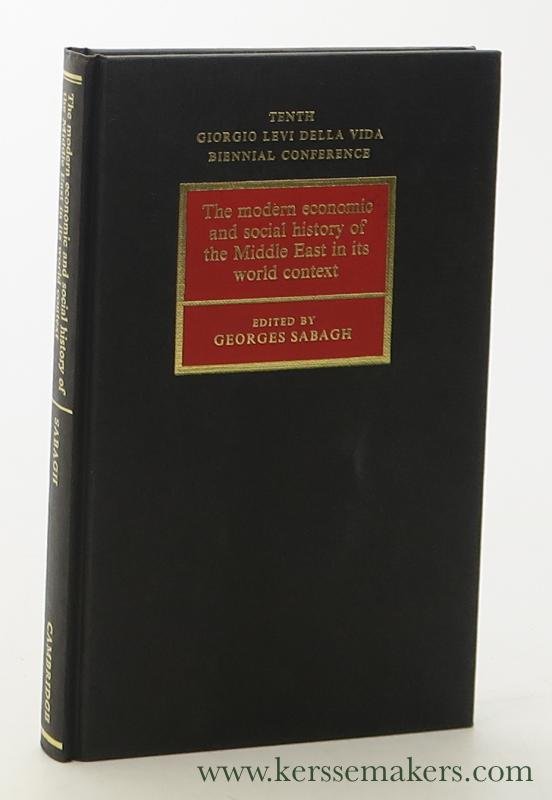 TENTH
GIORGIO LEVI DELLA VIDA
BIENNIAL CONFERENCE
The modern economic
and social history of
the Middle East in its
world context
EDITED BY
GEORGES SABAGH
The modern economic and social history of
the Middle East in its world context
SABAGH
CAMBRIDGE
www.kerssemakers.com